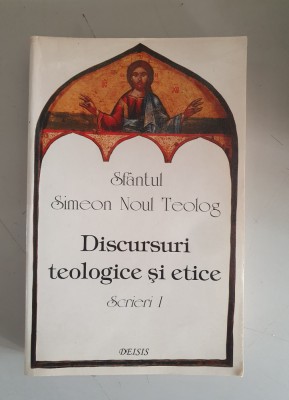 Sfântul
Simeon Noul Teolog
Discursuri
teologice și etice
Scrieri I
DEISIS